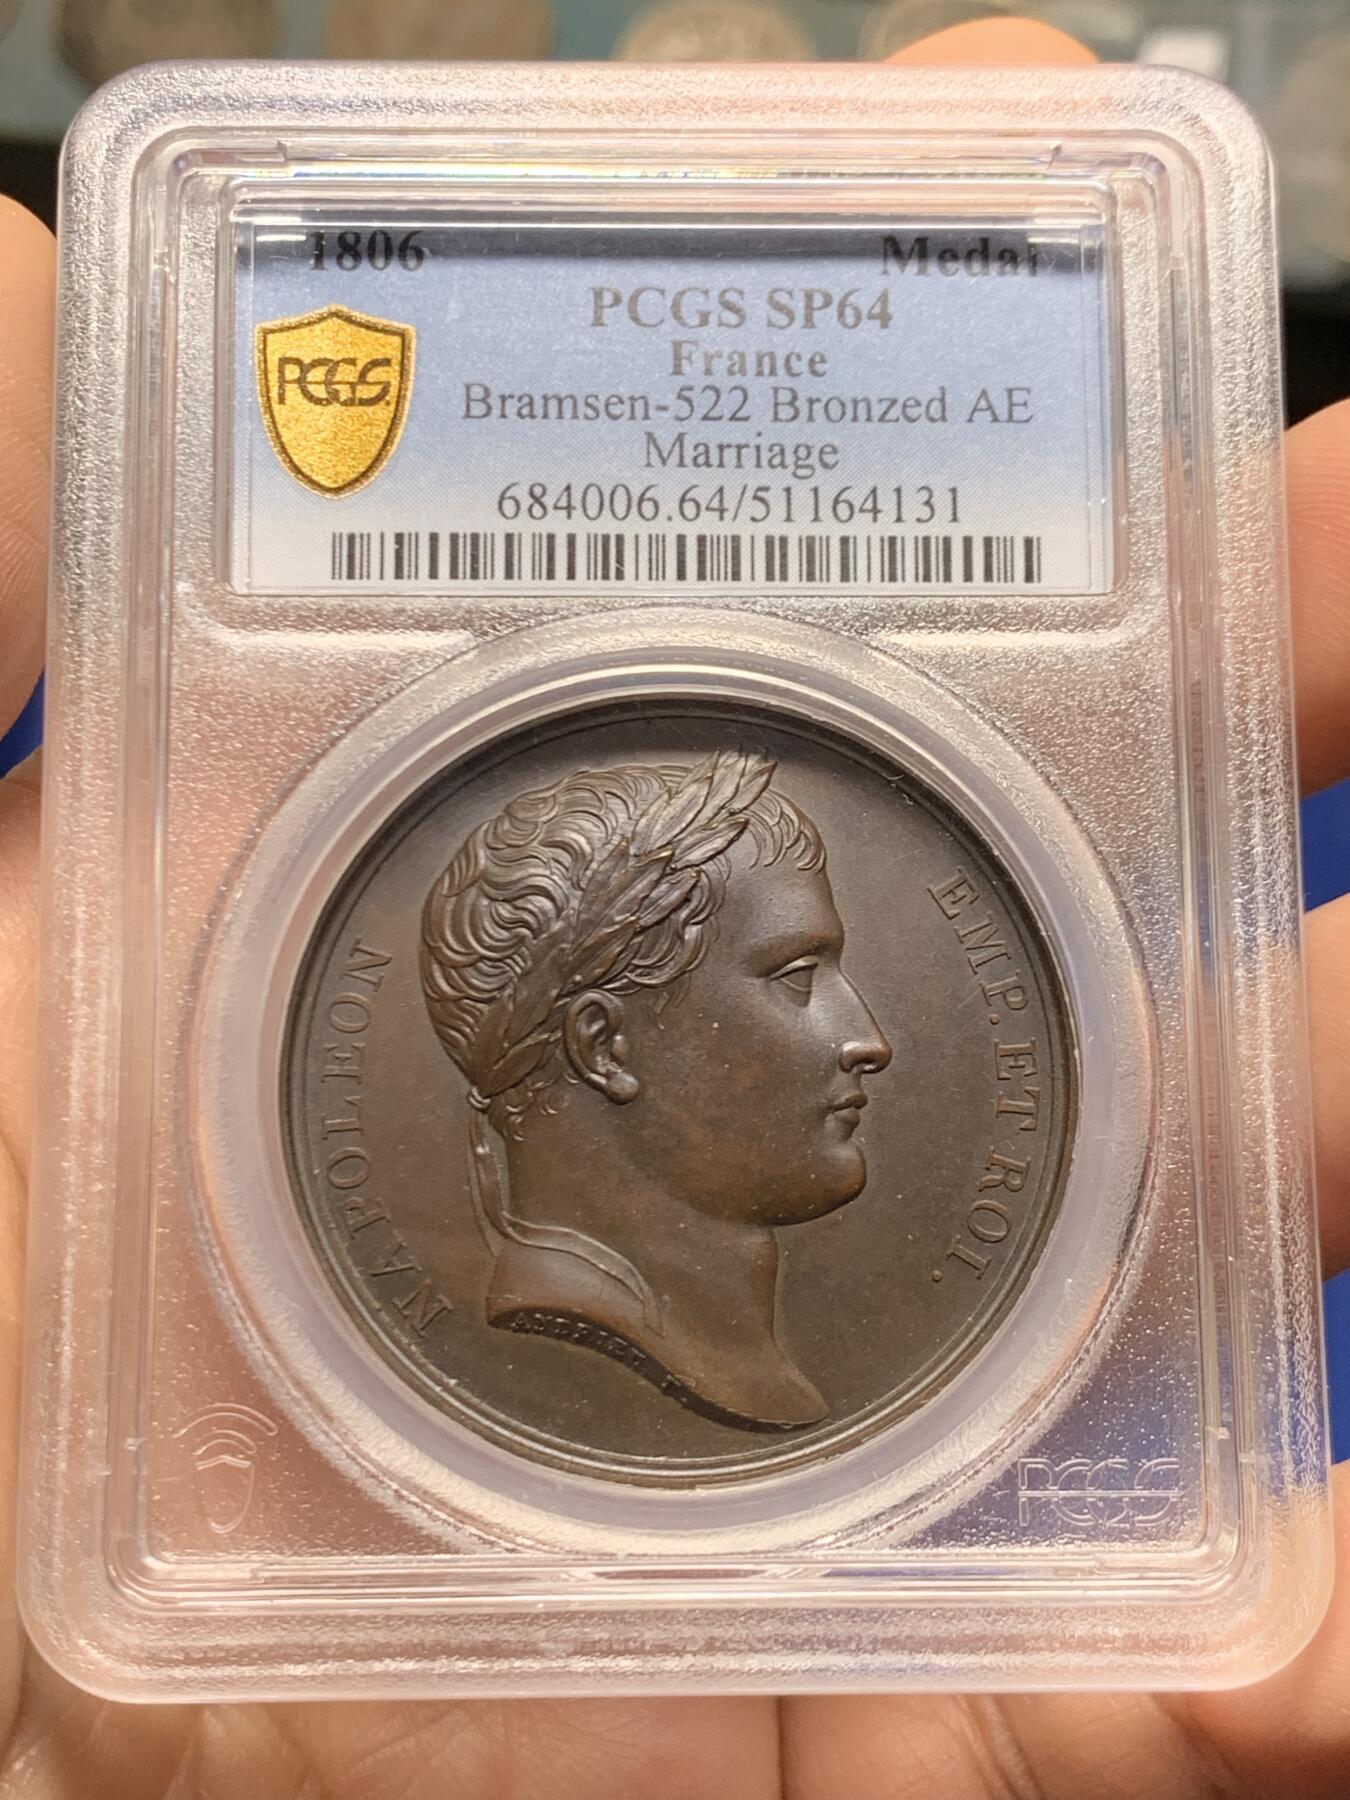 1806 Medal
PCGS SP64
PCGS
France
Bramsen-522 Bronzed AE
Marriage
684006.64/51164131
NAPOLEON
EMP. ET ROI.
ANDRIEU F.
PCGS